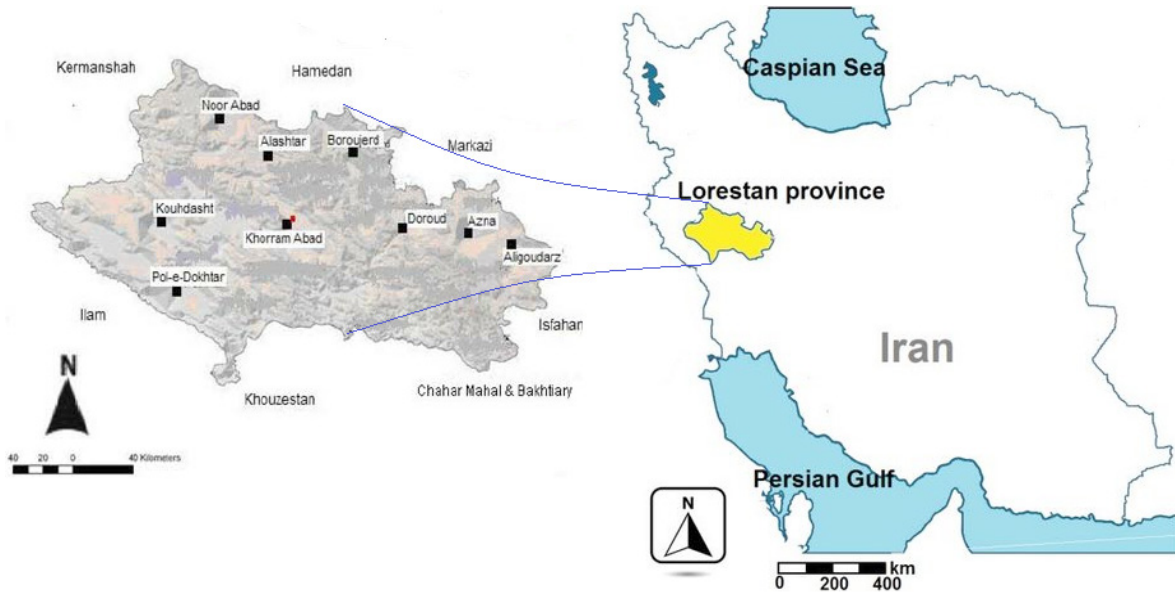 Kermanshah
Hamedan
Noor Abad
Alashtar
Boroujerd
Markazi
Kouhdasht
Khorram Abad
Doroud
Azna
Aligoudarz
Pol-e-Dokhtar
Ilam
Isfahan
Khouzestan
Chahar Mahal & Bakhtiary
N
40 20 0 40 Kilometers
Caspian Sea
Lorestan province
Iran
Persian Gulf
N
km
0 200 400